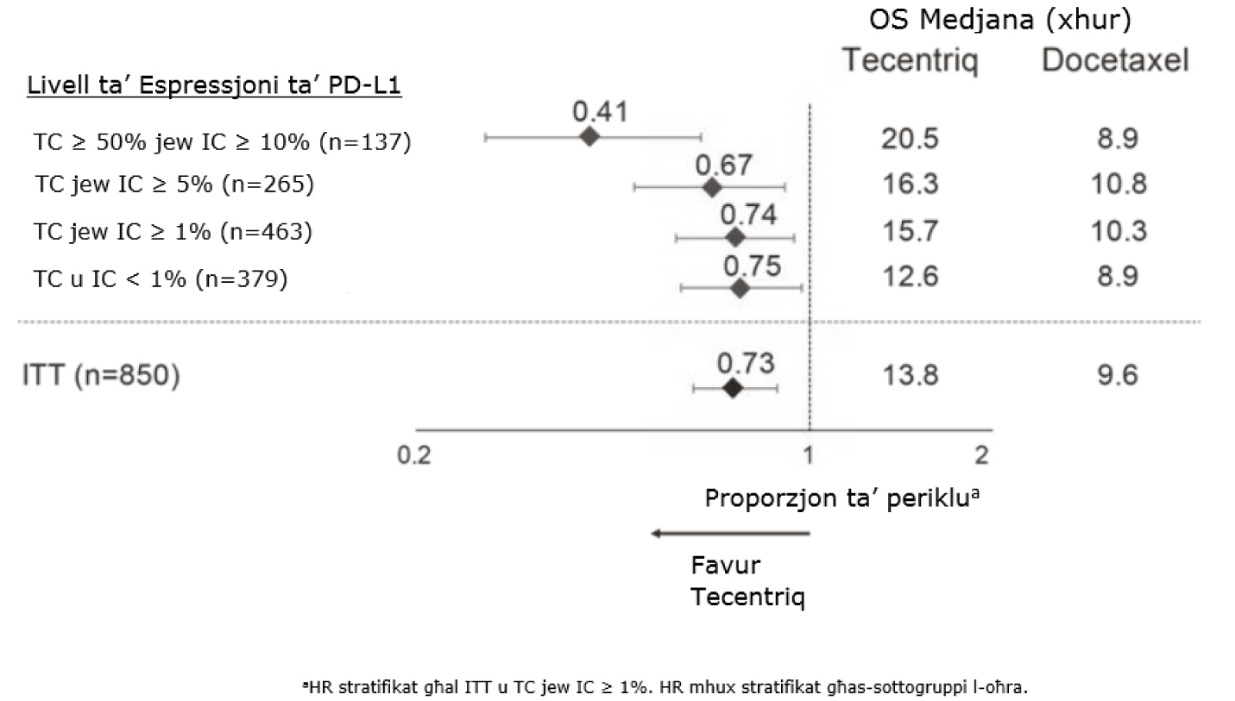 OS Medjana (xhur)
Tecentriq Docetaxel
Livell ta’ Espressjoni ta’ PD-L1
TC ≥ 50% jew IC ≥ 10% (n=137) 0.41 20.5 8.9
TC jew IC ≥ 5% (n=265) 0.67 16.3 10.8
TC jew IC ≥ 1% (n=463) 0.74 15.7 10.3
TC u IC < 1% (n=379) 0.75 12.6 8.9
ITT (n=850) 0.73 13.8 9.6
0.2 1 2
Proporzjon ta’ perikluᵃ
Favur
Tecentriq
ᵃHR stratifikat għal ITT u TC jew IC ≥ 1%. HR mhux stratifikat għas-sottogruppi l-oħra.